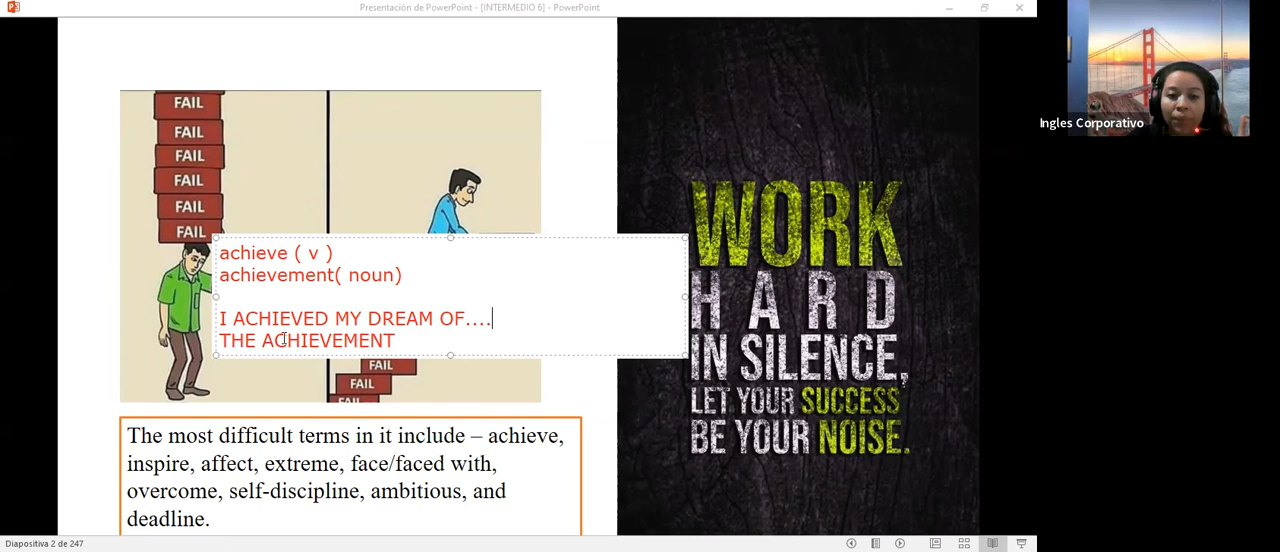 Presentación de PowerPoint - [INTERMEDIO 6] - PowerPoint
FAIL
FAIL
FAIL
FAIL
FAIL
FAIL
achieve ( v )
achievement( noun)
I ACHIEVED MY DREAM OF....
THE ACHIEVEMENT
FAIL
FAIL
FAIL
The most difficult terms in it include – achieve,
inspire, affect, extreme, face/faced with,
overcome, self-discipline, ambitious, and
deadline.
WORK
HARD
IN SILENCE,
LET YOUR SUCCESS
BE YOUR NOISE.
Ingles Corporativo
Diapositiva 2 de 247